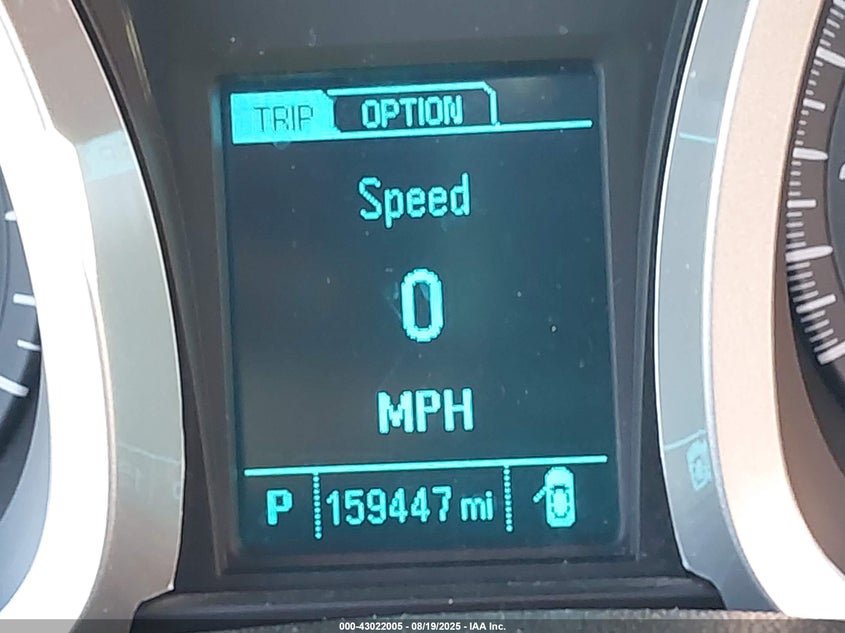 TRIP OPTION
Speed
0
MPH
P 159447 mi
000-43022005 - 08/19/2025 - IAA Inc.